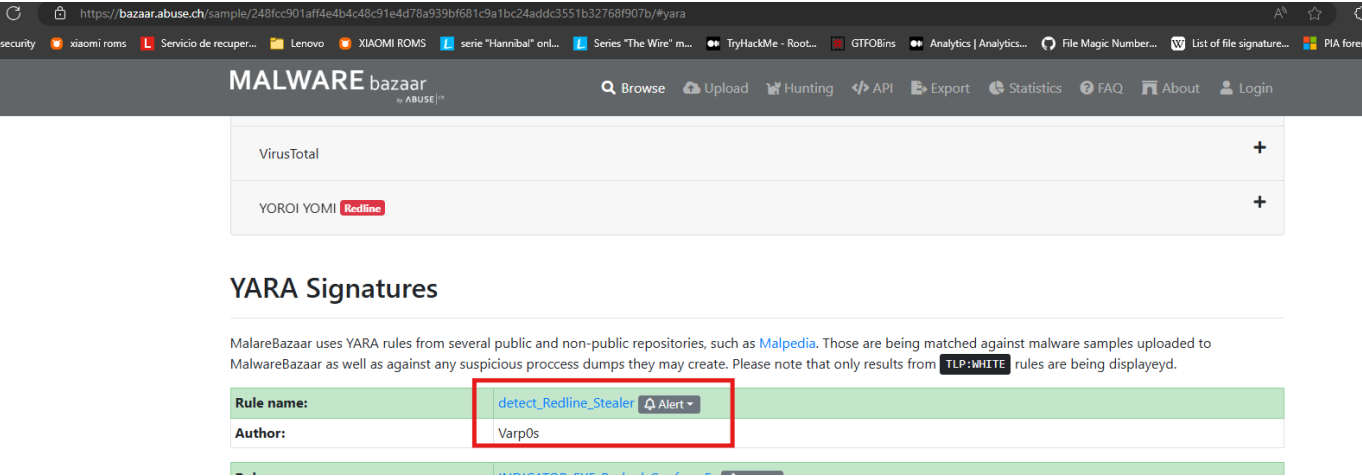 https://bazaar.abuse.ch/sample/248fcc901aff4e4b4c48c91e4d78a939bf681c9a1bc24addc3551b32768f907b/#yara
security xiaomi roms Servicio de recuper... Lenovo XIAOMI ROMS serie "Hannibal" onl... Series "The Wire" m... TryHackMe - Root... GTFOBins Analytics | Analytics... File Magic Number... List of file signature... PIA fore
MALWARE bazaar
by ABUSE|ch
Browse Upload Hunting API Export Statistics FAQ About Login
VirusTotal
YOROI YOMI Redline
YARA Signatures
MalareBazaar uses YARA rules from several public and non-public repositories, such as Malpedia. Those are being matched against malware samples uploaded to
MalwareBazaar as well as against any suspicious proccess dumps they may create. Please note that only results from TLP:WHITE rules are being displayeyd.
Rule name: detect_Redline_Stealer Alert
Author: Varp0s